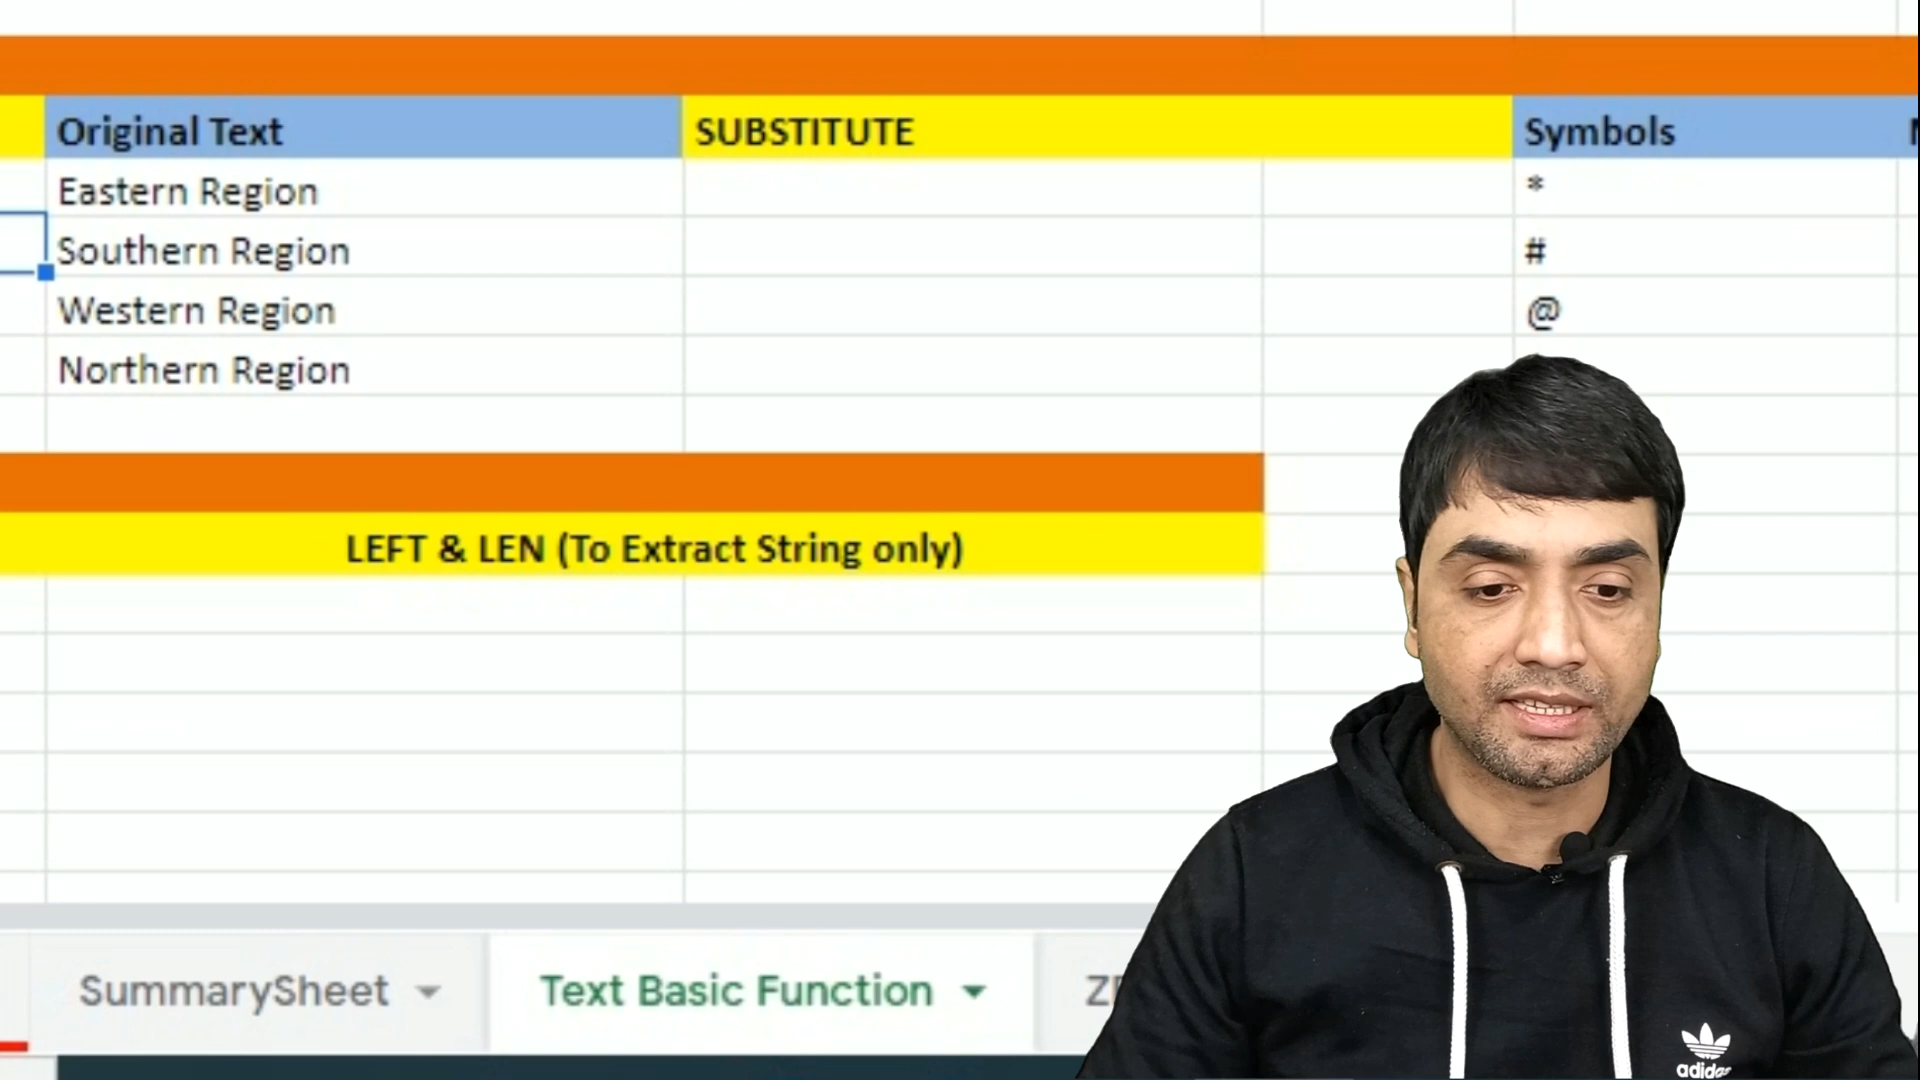 Original Text SUBSTITUTE Symbols
Eastern Region *
Southern Region #
Western Region @
Northern Region
LEFT & LEN (To Extract String only)
SummarySheet Text Basic Function
adidas